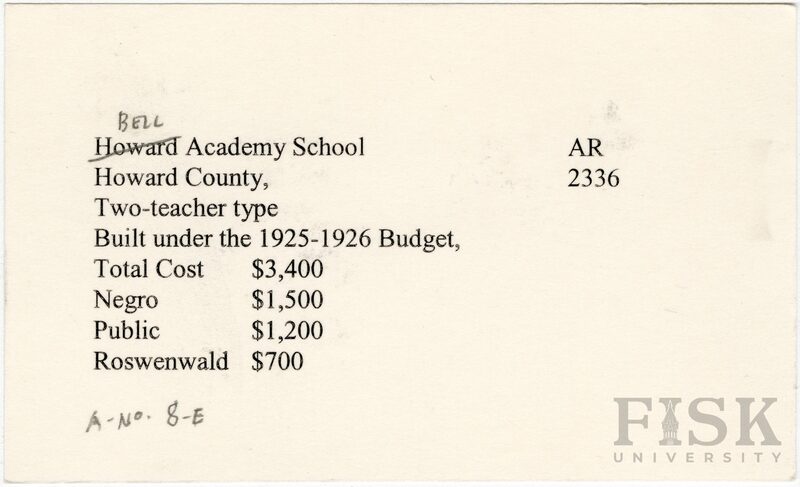 BELL
Howard Academy School AR
Howard County, 2336
Two-teacher type
Built under the 1925-1926 Budget,
Total Cost $3,400
Negro $1,500
Public $1,200
Roswenwald $700
A-No. 8-E
FISK
UNIVERSITY